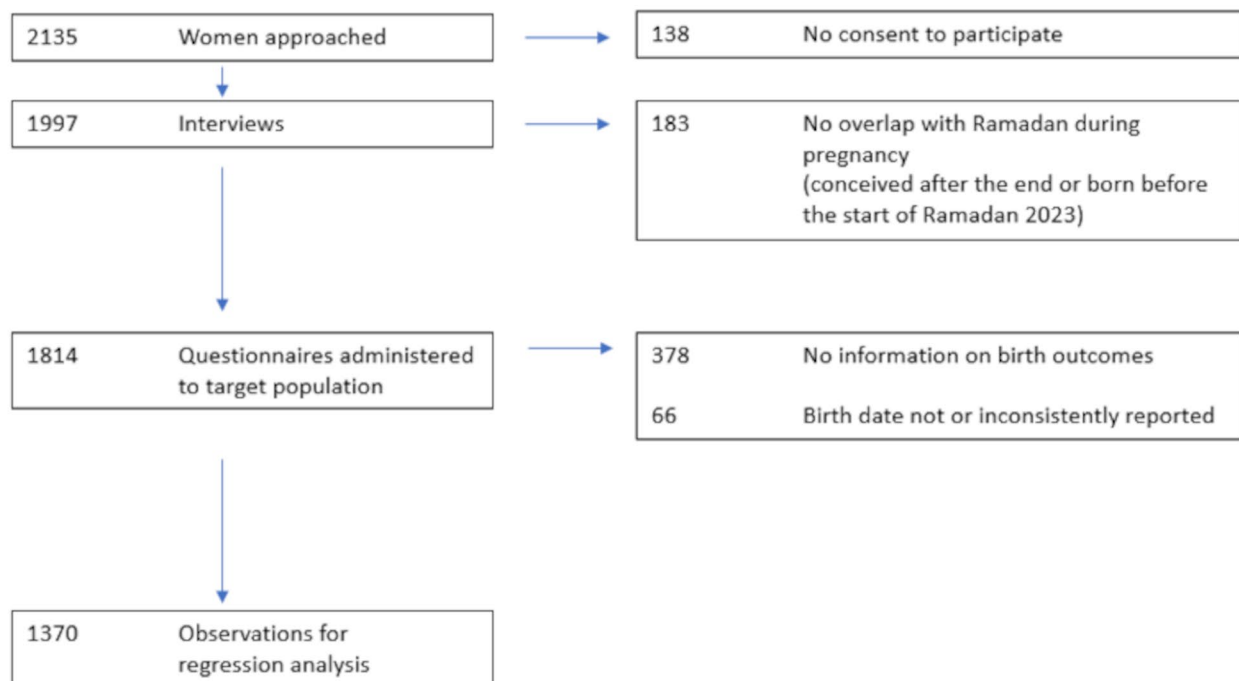 2135 Women approached
138 No consent to participate
1997 Interviews
183 No overlap with Ramadan during
pregnancy
(conceived after the end or born before
the start of Ramadan 2023)
1814 Questionnaires administered
to target population
378 No information on birth outcomes
66 Birth date not or inconsistently reported
1370 Observations for
regression analysis